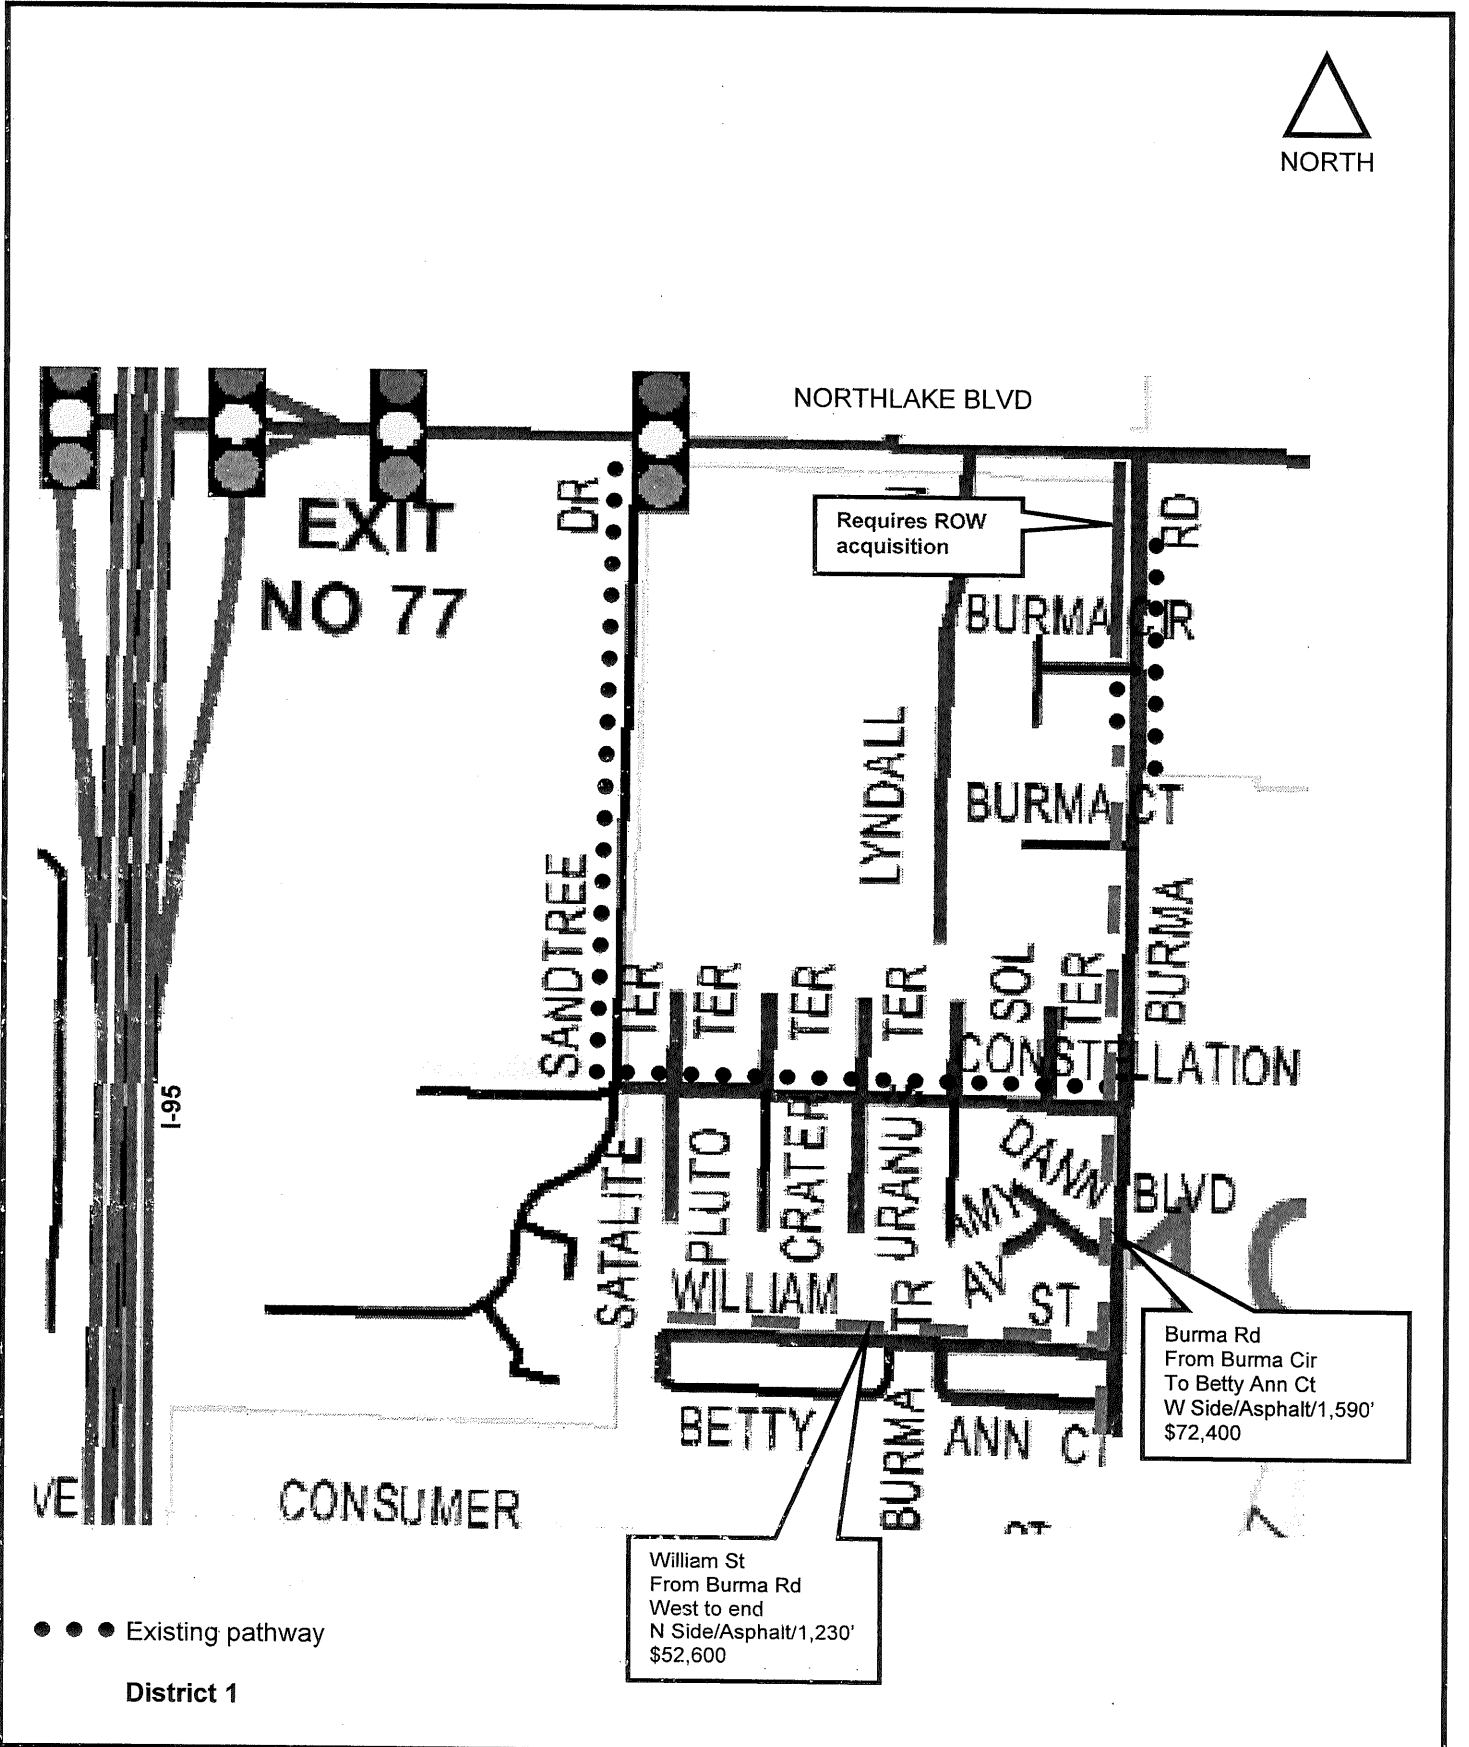 NORTH
NORTHLAKE BLVD
DR
EXIT
NO 77
Requires ROW
acquisition
RD
BURMA CIR
LYNDALL
BURMA CT
SANDTREE
BURMA
TER
TER
TER
TER
SOL
TER
CONSTELLATION
I-95
SATALITE
PLUTO
CRATER
URANU
DANN
BLVD
AMY
AV
WILLIAM
TR
ST
Burma Rd
From Burma Cir
To Betty Ann Ct
W Side/Asphalt/1,590'
$72,400
BETTY
BURMA
ANN CT
VE
CONSUMER
William St
From Burma Rd
West to end
N Side/Asphalt/1,230'
$52,600
Existing pathway
District 1